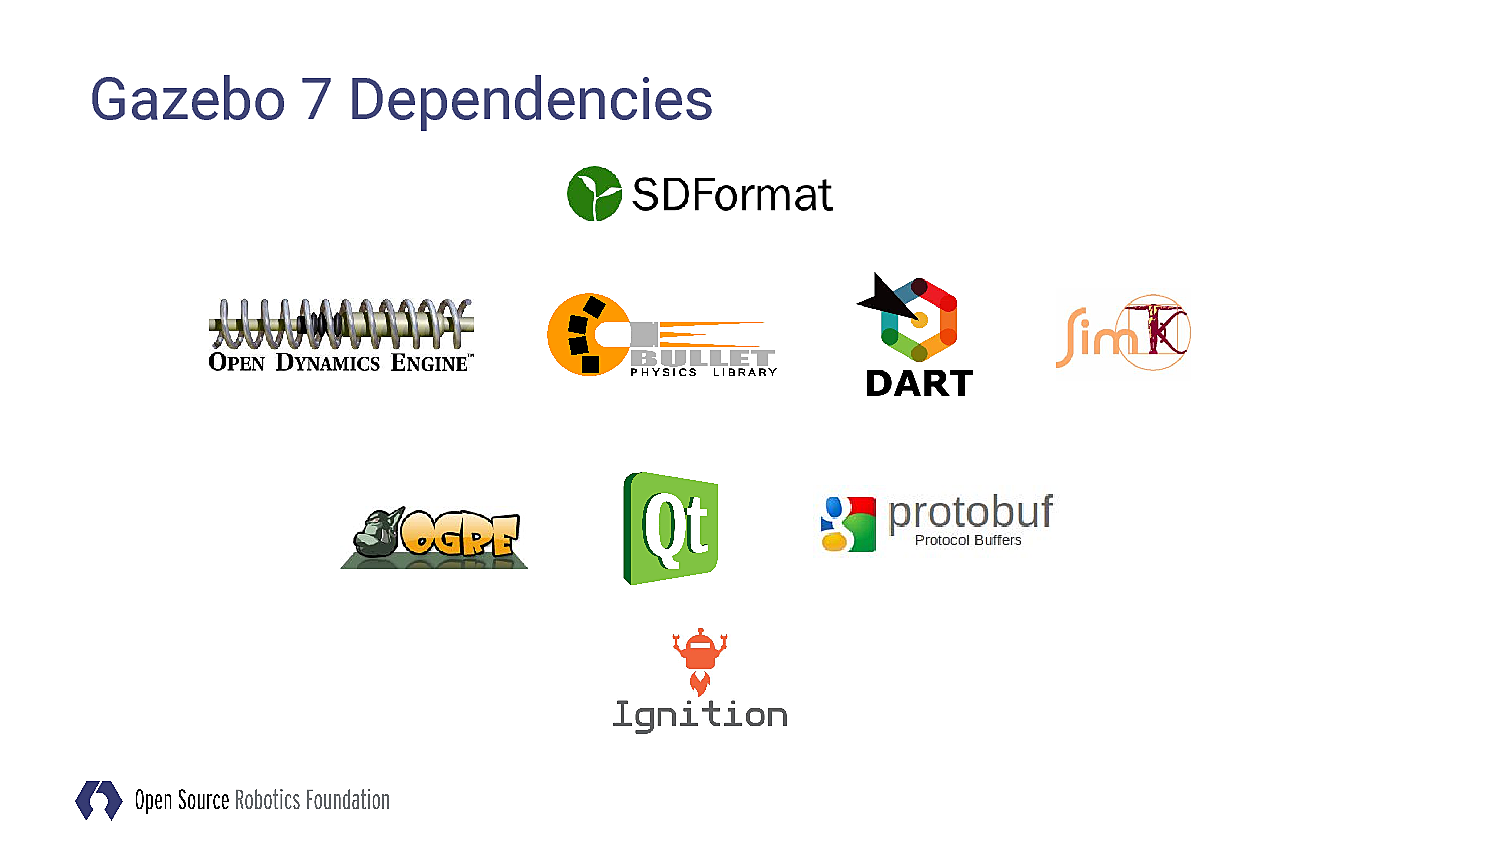 Gazebo 7 Dependencies
SDFormat
OPEN DYNAMICS ENGINE™
BULLET
PHYSICS LIBRARY
DART
SimTK
OGRE
Qt
protobuf
Protocol Buffers
Ignition
Open Source Robotics Foundation